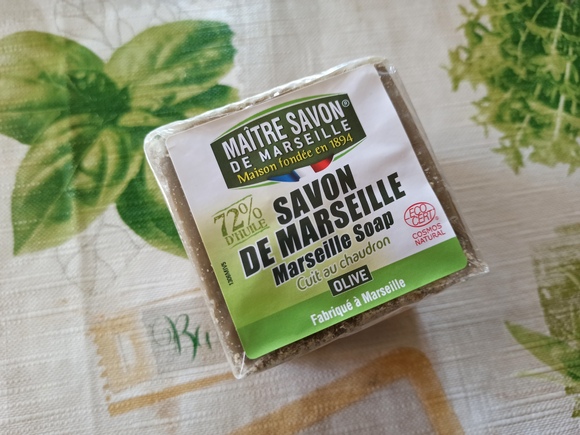 MAÎTRE SAVON®
DE MARSEILLE
Maison fondée en 1894
72%
D'HUILE
SAVON
DE MARSEILLE
Marseille Soap
Cuit au chaudron
OLIVE
Fabriqué à Marseille
ECO
CERT®
COSMOS
NATURAL
Ba